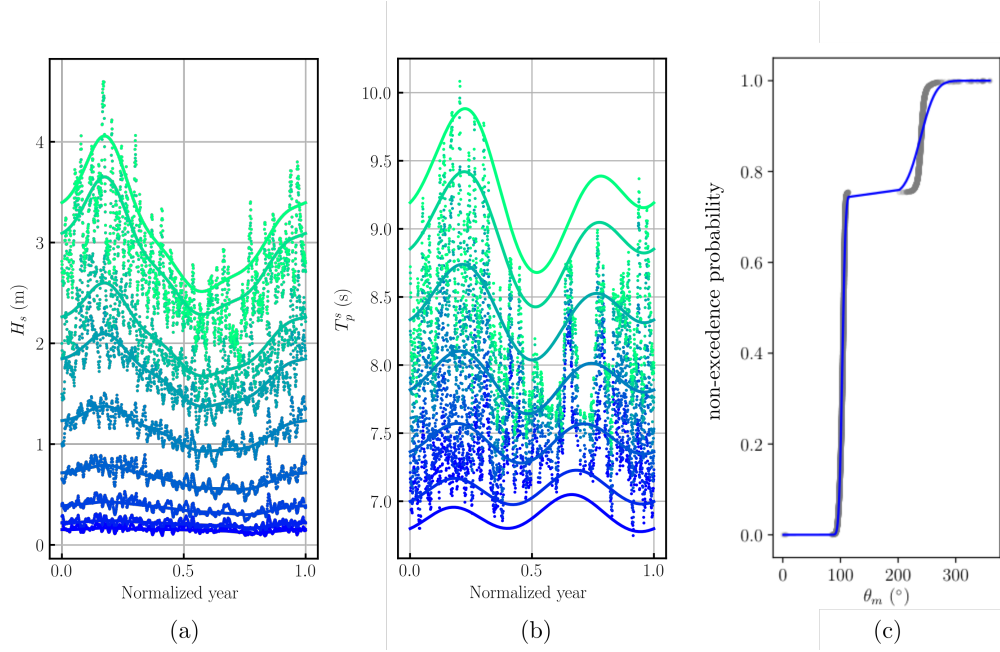 4
3
2
1
0
H_s (m)
0.0 0.5 1.0
Normalized year
(a)
10.0
9.5
9.0
8.5
8.0
7.5
7.0
T_p^s (s)
0.0 0.5 1.0
Normalized year
(b)
1.0
0.8
0.6
0.4
0.2
0.0
non-excedence probability
0 100 200 300
θ_m (°)
(c)